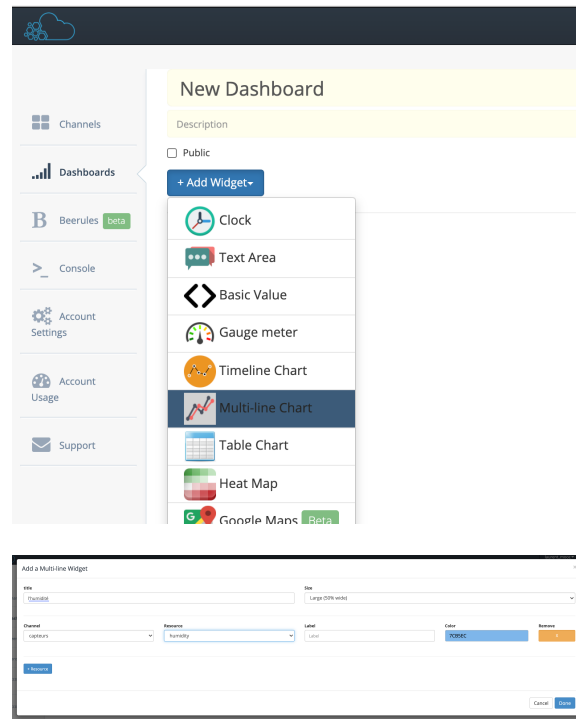 New Dashboard
Description
Public
+ Add Widget
Channels
Dashboards
B Beerules beta
>_ Console
Account
Settings
Account
Usage
Support
Clock
Text Area
Basic Value
Gauge meter
Timeline Chart
Multi-line Chart
Table Chart
Heat Map
G Google Maps Beta
Add a Multi-line Widget
Title
Size
Large (50% wide)
Channel
Resource
Label
Color
Remove
capteurs
humidity
Label
7CB5EC
+ Resource
Cancel
Done